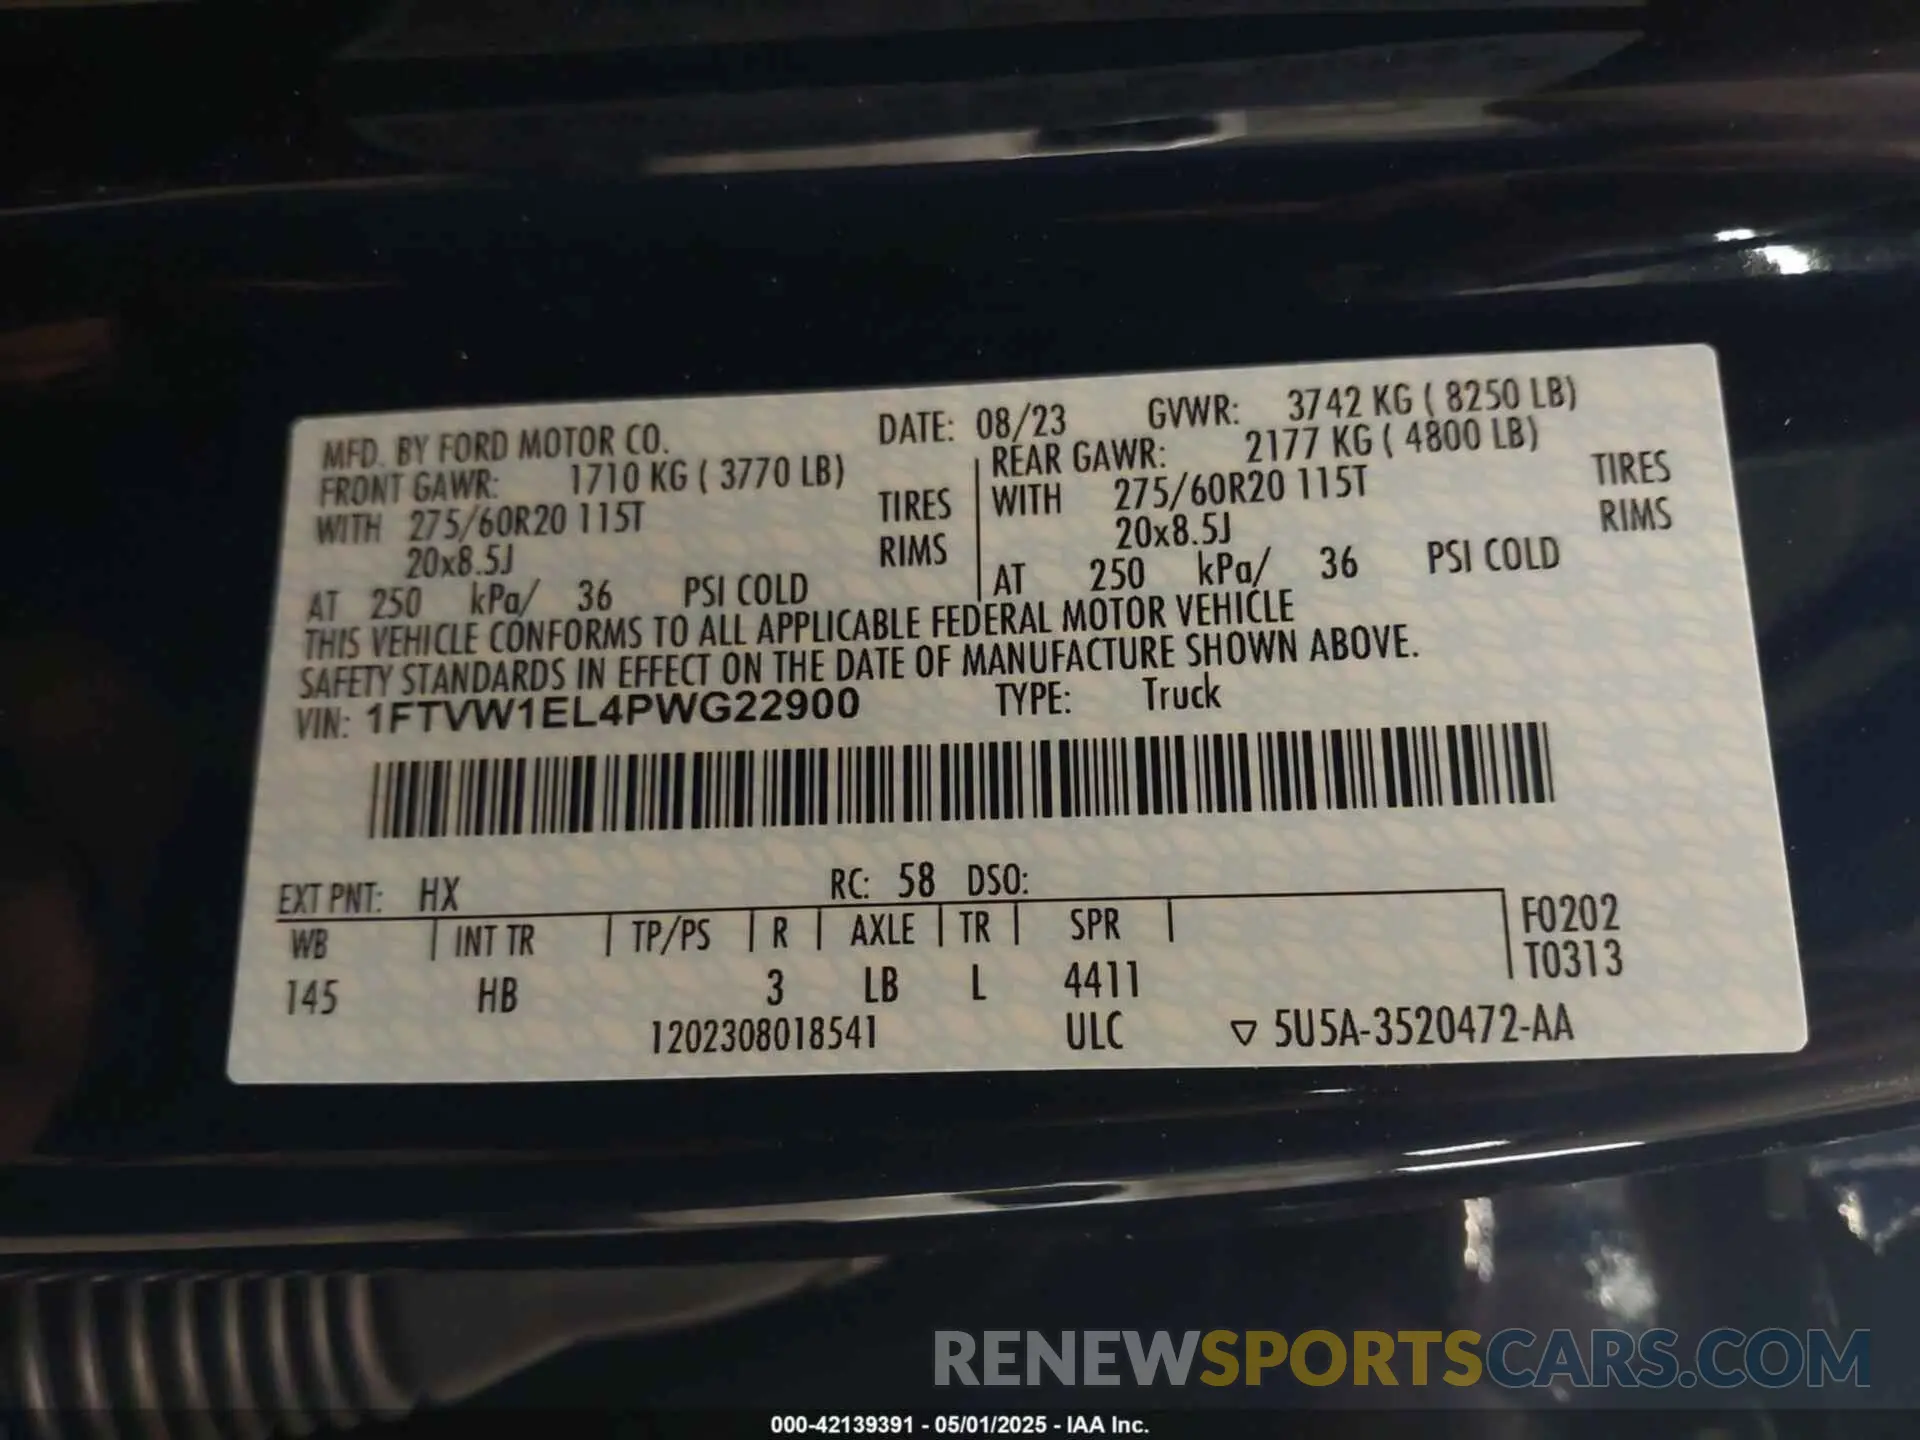 MFD. BY FORD MOTOR CO. DATE: 08/23 GVWR: 3742 KG ( 8250 LB)
FRONT GAWR: 1710 KG ( 3770 LB) REAR GAWR: 2177 KG ( 4800 LB)
WITH 275/60R20 115T TIRES WITH 275/60R20 115T TIRES
20x8.5J RIMS 20x8.5J RIMS
AT 250 kPa/ 36 PSI COLD AT 250 kPa/ 36 PSI COLD
THIS VEHICLE CONFORMS TO ALL APPLICABLE FEDERAL MOTOR VEHICLE
SAFETY STANDARDS IN EFFECT ON THE DATE OF MANUFACTURE SHOWN ABOVE.
VIN: 1FTVW1EL4PWG22900 TYPE: Truck
EXT PNT: HX RC: 58 DSO:
WB INT TR TP/PS R AXLE TR SPR F0202
T0313
145 HB 3 LB L 4411
1202308018541 ULC ▽ 5U5A-3520472-AA
RENEWSPORTSCARS.COM
000-42139391 - 05/01/2025 - IAA Inc.